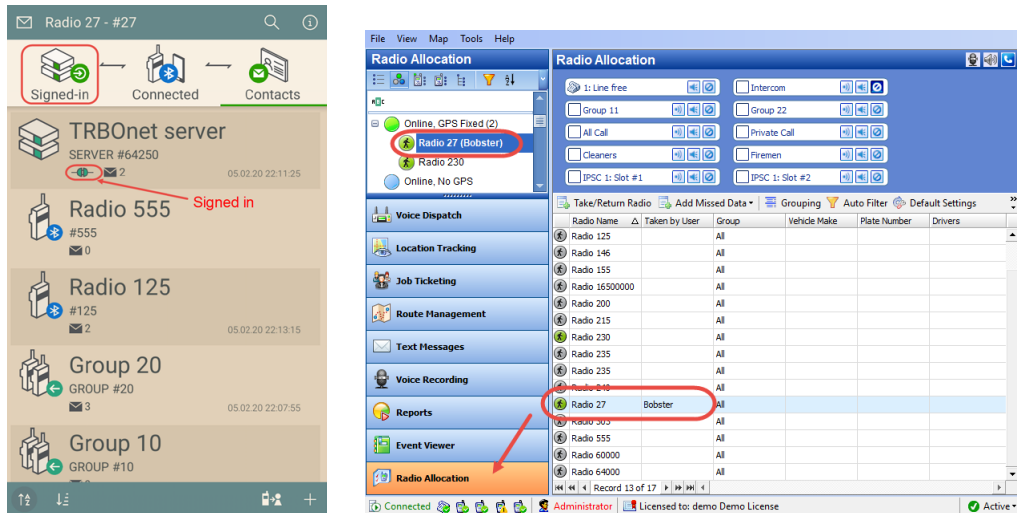 Radio 27 - #27
Signed-in
Connected
Contacts
TRBOnet server
SERVER #64250
2
05.02.20 22:11:25
Signed in
Radio 555
#555
0
Radio 125
#125
2
05.02.20 22:13:15
Group 20
GROUP #20
3
05.02.20 22:07:55
Group 10
GROUP #10
File View Map Tools Help
Radio Allocation
Online, GPS Fixed (2)
Radio 27 (Bobster)
Radio 230
Online, No GPS
Voice Dispatch
Location Tracking
Job Ticketing
Route Management
Text Messages
Voice Recording
Reports
Event Viewer
Radio Allocation
Radio Allocation
1: Line free
Intercom
Group 11
Group 22
All Call
Private Call
Cleaners
Firemen
IPSC 1: Slot #1
IPSC 1: Slot #2
Take/Return Radio Add Missed Data Grouping Auto Filter Default Settings
Radio Name Taken by User Group Vehicle Make Plate Number Drivers
Radio 125 All
Radio 146 All
Radio 155 All
Radio 16500000 All
Radio 200 All
Radio 215 All
Radio 230 All
Radio 235 All
Radio 235 All
Radio 240 All
Radio 27 Bobster All
Radio 303 All
Radio 555 All
Radio 60000 All
Radio 64000 All
Record 13 of 17
Connected Administrator Licensed to: demo Demo License Active